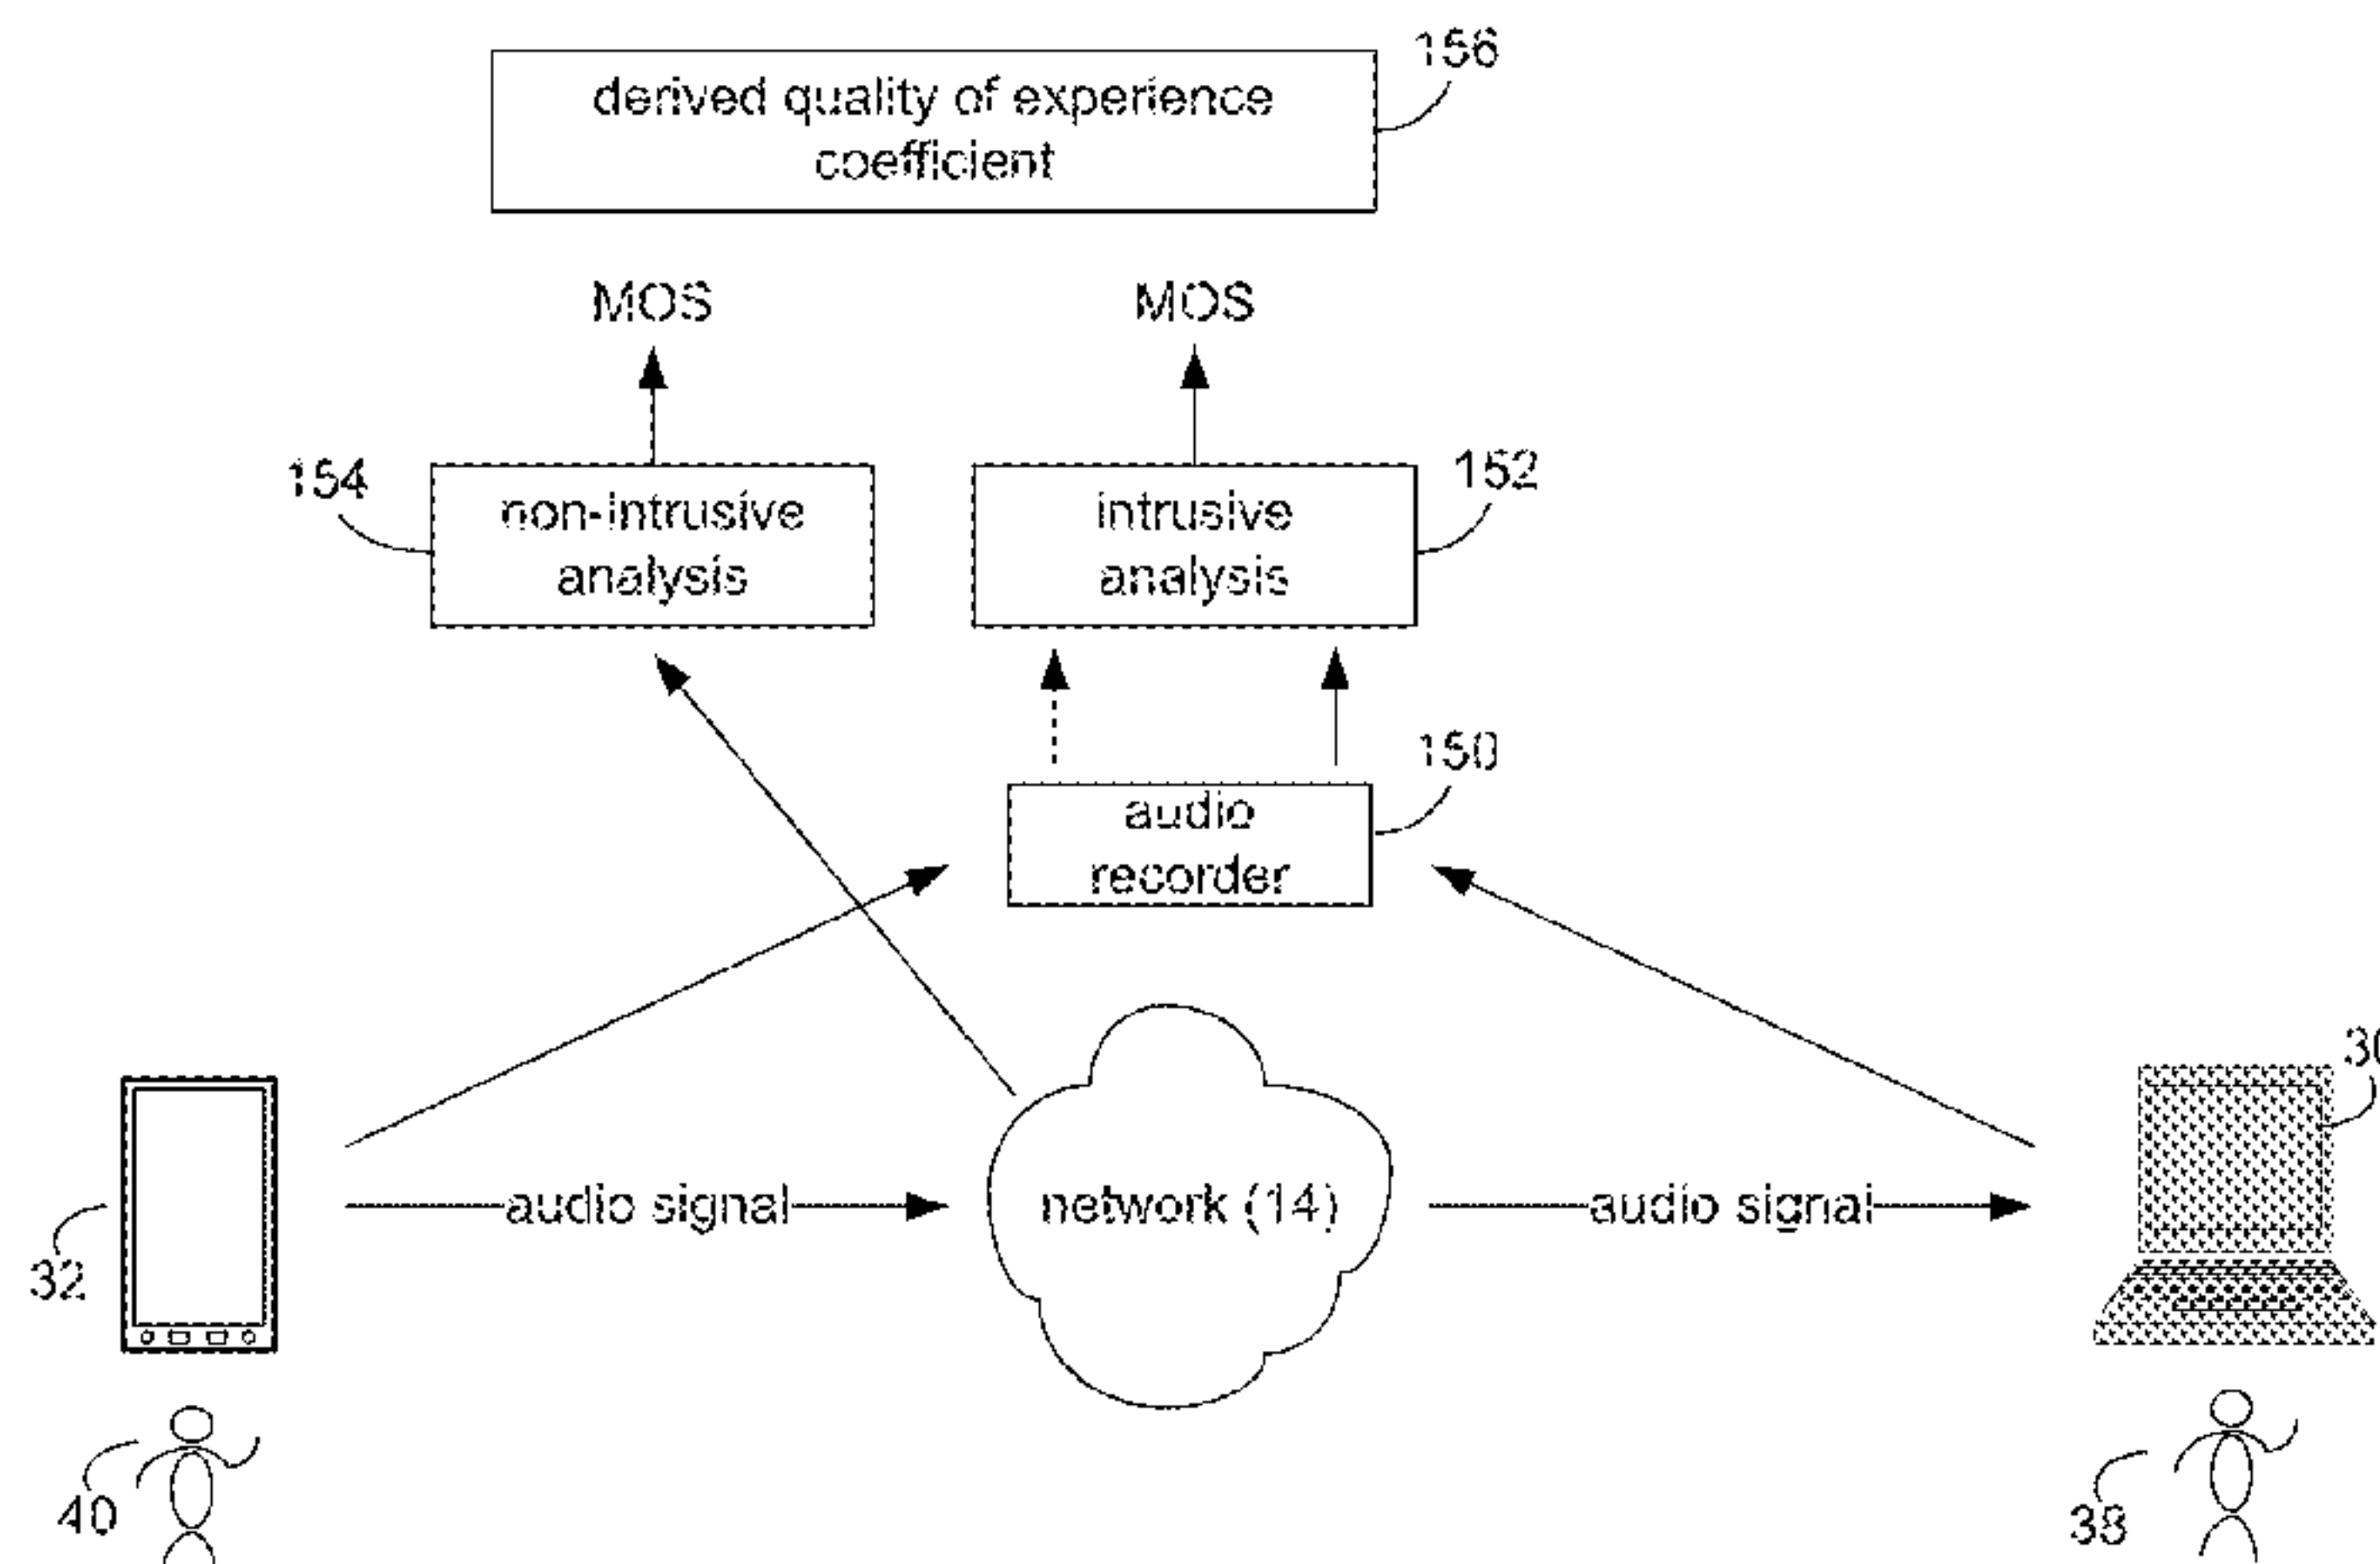 156
derived quality of experience
coefficient
MOS
MOS
154
152
non-intrusive
analysis
intrusive
analysis
150
audio
recorder
30
audio signal
network (14)
audio signal
32
40
38